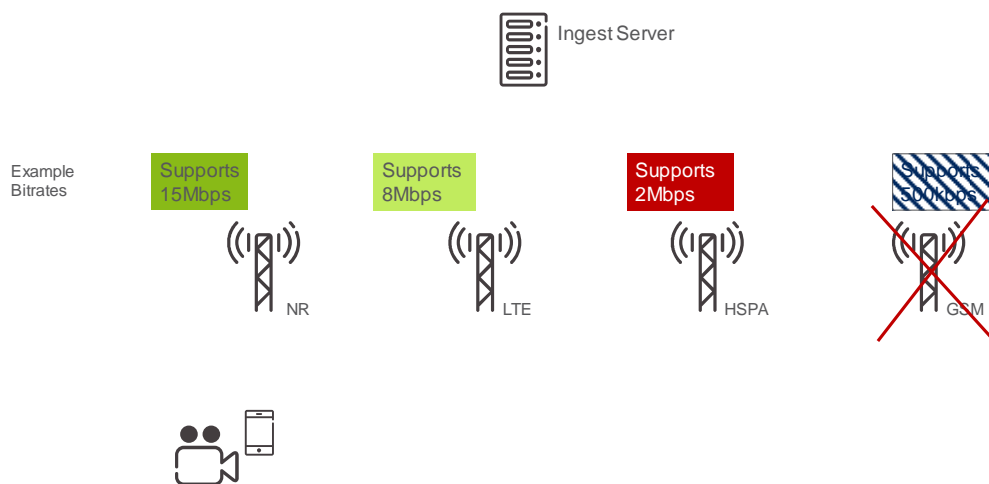 Ingest Server
Example
Bitrates
Supports
15Mbps
Supports
8Mbps
Supports
2Mbps
Supports
500kbps
NR
LTE
HSPA
GSM